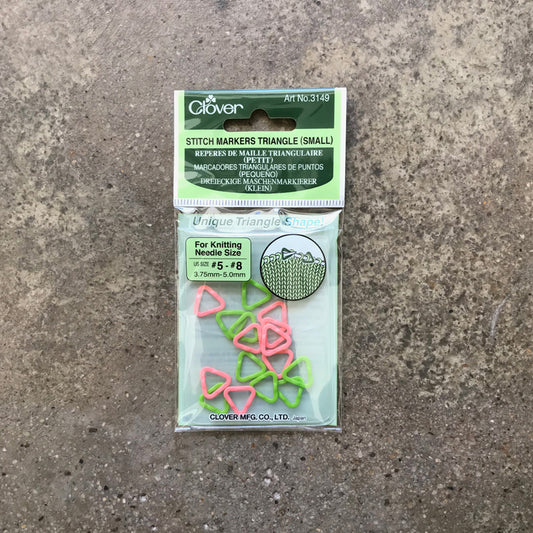 Art No.3149
Clover
STITCH MARKERS TRIANGLE (SMALL)
REPERES DE MAILLE TRIANGULAIRE
(PETIT)
MARCADORES TRIANGULARES DE PUNTOS
(PEQUEÑO)
DREIECKIGE MASCHENMARKIERER
(KLEIN)
Unique Triangle Shape!
For Knitting
Needle Size
US SIZE #5 - #8
3.75mm-5.0mm
CLOVER MFG. CO., LTD., Japan